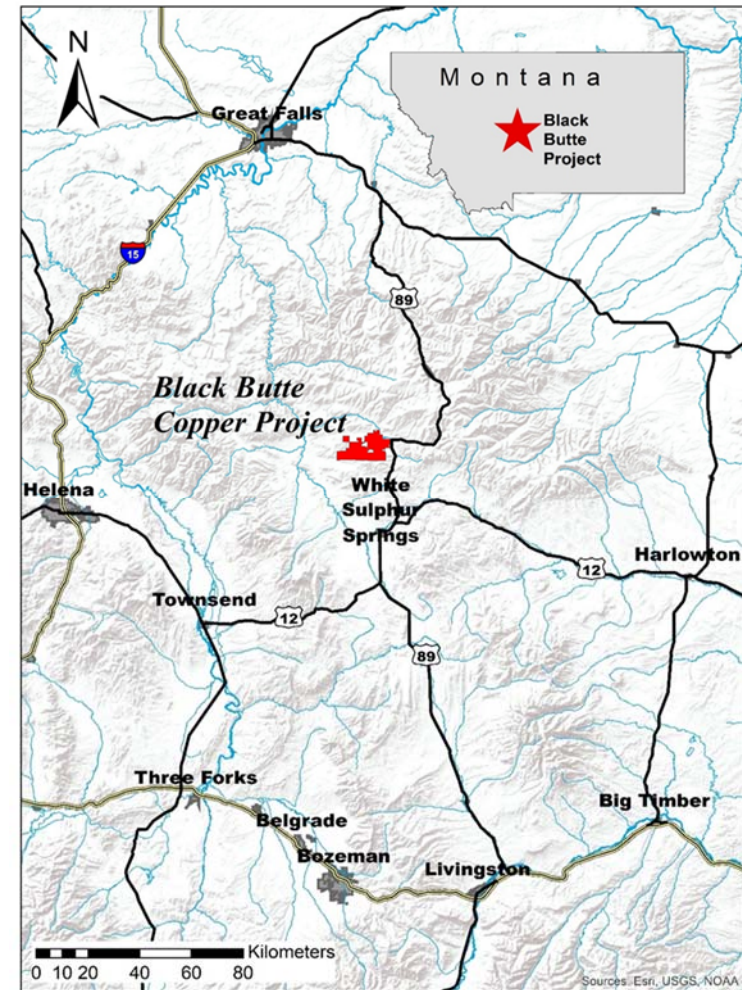 N
Montana
Black
Butte
Project
Great Falls
15
89
Black Butte
Copper Project
White
Sulphur
Springs
Helena
Harlowton
12
Townsend
12
89
Three Forks
Big Timber
Belgrade
Bozeman
Livingston
Kilometers
0 10 20 40 60 80
Sources: Esri, USGS, NOAA